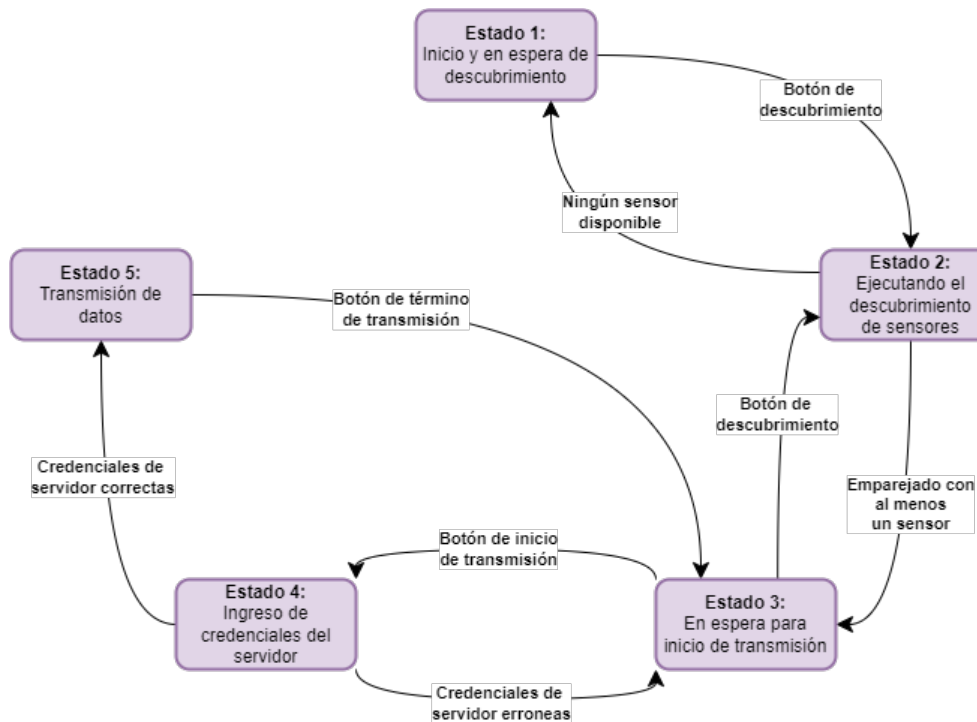 Estado 1:
Inicio y en espera de
descubrimiento
Botón de
descubrimiento
Ningún sensor
disponible
Estado 5:
Transmisión de
datos
Estado 2:
Ejecutando el
descubrimiento
de sensores
Botón de término
de transmisión
Botón de
descubrimiento
Credenciales de
servidor correctas
Emparejado con
al menos
un sensor
Botón de inicio
de transmisión
Estado 4:
Ingreso de
credenciales del
servidor
Estado 3:
En espera para
inicio de transmisión
Credenciales de
servidor erroneas